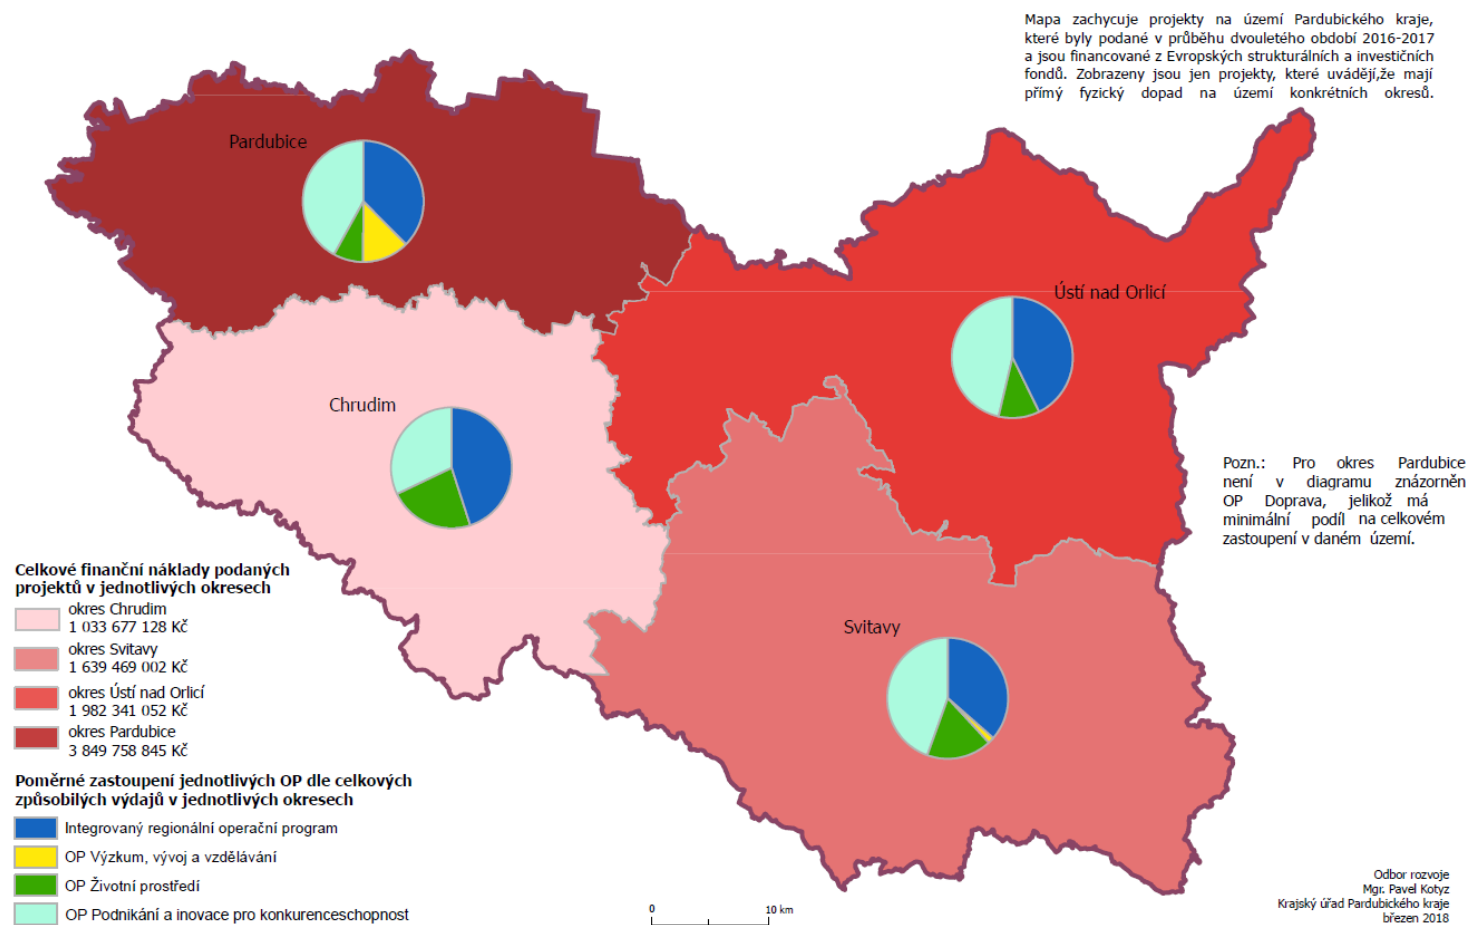 Mapa zachycuje projekty na území Pardubického kraje,
které byly podané v průběhu dvouletého období 2016-2017
a jsou financované z Evropských strukturálních a investičních
fondů. Zobrazeny jsou jen projekty, které uvádějí,že mají
přímý fyzický dopad na území konkrétních okresů.
Pardubice
Ústí nad Orlicí
Chrudim
Svitavy
Pozn.: Pro okres Pardubice
není v diagramu znázorněn
OP Doprava, jelikož má
minimální podíl na celkovém
zastoupení v daném území.
Celkové finanční náklady podaných
projektů v jednotlivých okresech
okres Chrudim
1 033 677 128 Kč
okres Svitavy
1 639 469 002 Kč
okres Ústí nad Orlicí
1 982 341 052 Kč
okres Pardubice
3 849 758 845 Kč
Poměrné zastoupení jednotlivých OP dle celkových
způsobilých výdajů v jednotlivých okresech
Integrovaný regionální operační program
OP Výzkum, vývoj a vzdělávání
OP Životní prostředí
OP Podnikání a inovace pro konkurenceschopnost
0 10 km
Odbor rozvoje
Mgr. Pavel Kotyz
Krajský úřad Pardubického kraje
březen 2018